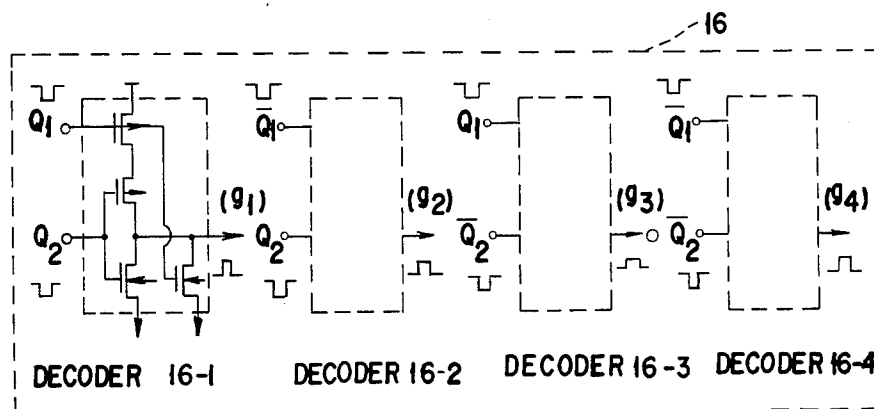 16
Q1 Q̅1 Q1 Q̅1
(g1) (g2) (g3) (g4)
Q2 Q2 Q̅2 Q̅2
DECODER 16-1 DECODER 16-2 DECODER 16-3 DECODER 16-4